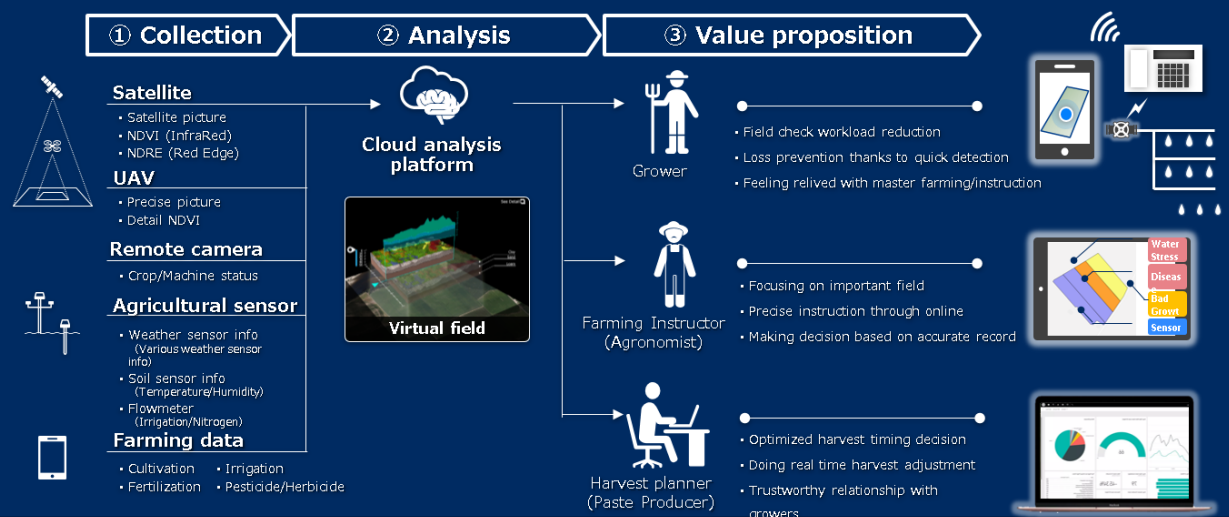 ① Collection
② Analysis
③ Value proposition
Satellite
• Satellite picture
• NDVI (InfraRed)
• NDRE (Red Edge)
UAV
• Precise picture
• Detail NDVI
Remote camera
• Crop/Machine status
Agricultural sensor
• Weather sensor info
(Various weather sensor
info)
• Soil sensor info
(Temperature/Humidity)
• Flowmeter
(Irrigation/Nitrogen)
Farming data
• Cultivation • Irrigation
• Fertilization • Pesticide/Herbicide
Cloud analysis
platform
Virtual field
Grower
• Field check workload reduction
• Loss prevention thanks to quick detection
• Feeling relived with master farming/instruction
Farming Instructor
(Agronomist)
• Focusing on important field
• Precise instruction through online
• Making decision based on accurate record
Water
Stress
Diseas
Bad
Growt
Sensor
Harvest planner
(Paste Producer)
• Optimized harvest timing decision
• Doing real time harvest adjustment
• Trustworthy relationship with
growers